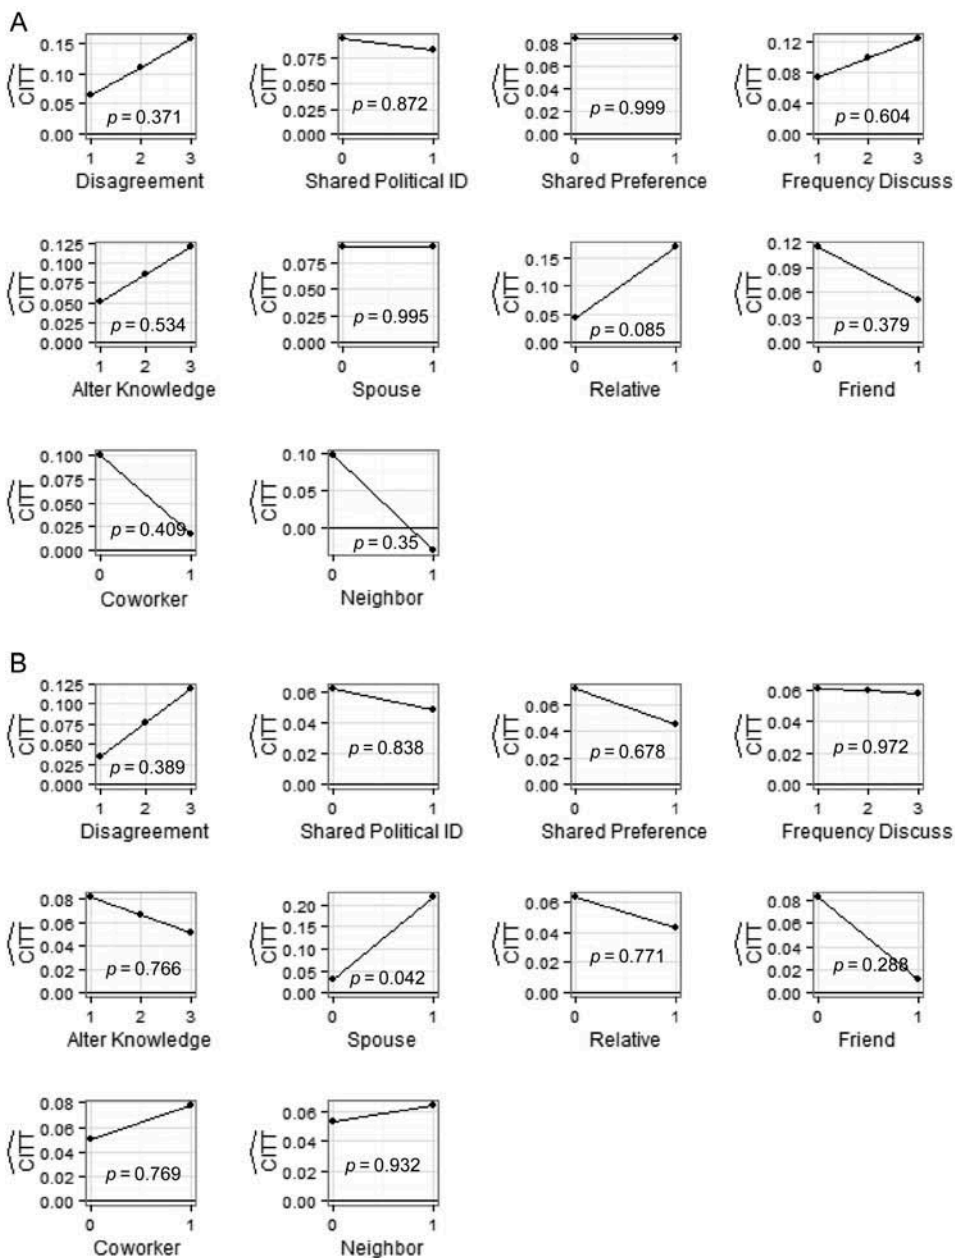 A
CITT 0.15 0.10 0.05 0.00 p = 0.371 1 2 3 Disagreement
CITT 0.075 0.050 0.025 0.000 p = 0.872 0 1 Shared Political ID
CITT 0.08 0.06 0.04 0.02 0.00 p = 0.999 0 1 Shared Preference
CITT 0.12 0.08 0.04 0.00 p = 0.604 1 2 3 Frequency Discuss
CITT 0.125 0.100 0.075 0.050 0.025 0.000 p = 0.534 1 2 3 Alter Knowledge
CITT 0.075 0.050 0.025 0.000 p = 0.995 0 1 Spouse
CITT 0.15 0.10 0.05 0.00 p = 0.085 0 1 Relative
CITT 0.12 0.09 0.06 0.03 0.00 p = 0.379 0 1 Friend
CITT 0.100 0.075 0.050 0.025 0.000 p = 0.409 0 1 Coworker
CITT 0.10 0.05 0.00 p = 0.35 0 1 Neighbor
B
CITT 0.125 0.100 0.075 0.050 0.025 0.000 p = 0.389 1 2 3 Disagreement
CITT 0.06 0.04 0.02 0.00 p = 0.838 0 1 Shared Political ID
CITT 0.06 0.04 0.02 0.00 p = 0.678 0 1 Shared Preference
CITT 0.06 0.04 0.02 0.00 p = 0.972 1 2 3 Frequency Discuss
CITT 0.08 0.06 0.04 0.02 0.00 p = 0.766 1 2 3 Alter Knowledge
CITT 0.20 0.15 0.10 0.05 0.00 p = 0.042 0 1 Spouse
CITT 0.06 0.04 0.02 0.00 p = 0.771 0 1 Relative
CITT 0.08 0.06 0.04 0.02 0.00 p = 0.288 0 1 Friend
CITT 0.08 0.06 0.04 0.02 0.00 p = 0.769 0 1 Coworker
CITT 0.06 0.04 0.02 0.00 p = 0.932 0 1 Neighbor